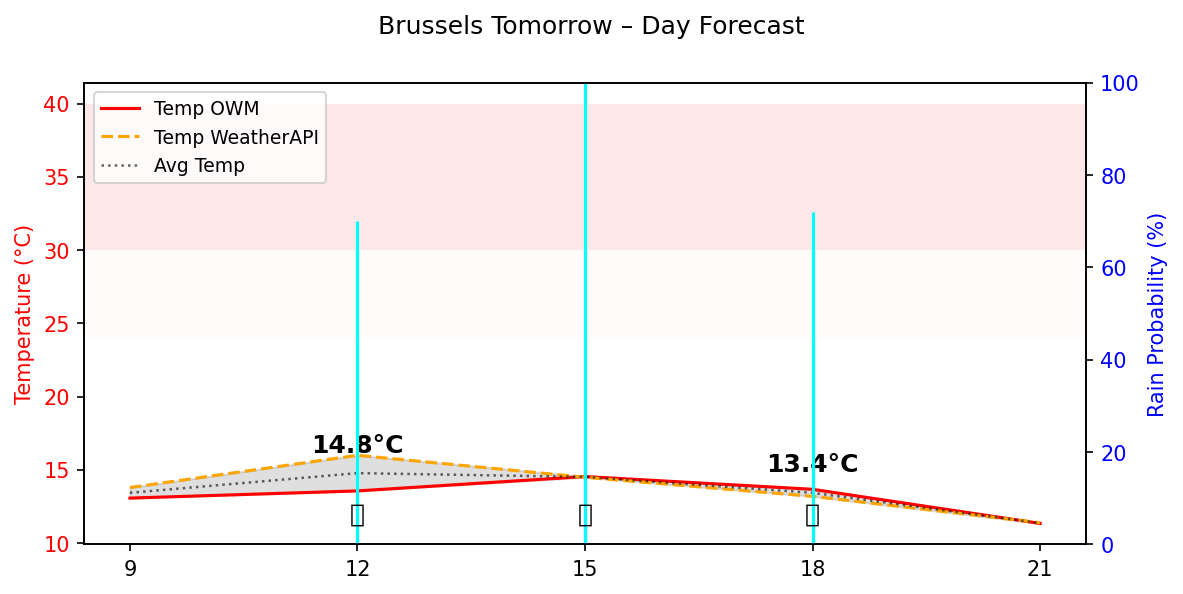 Brussels Tomorrow – Day Forecast
Temp OWM
Temp WeatherAPI
Avg Temp
Temperature (°C)
40
35
30
25
20
15
10
14.8°C
13.4°C
100
80
60
40
20
0
Rain Probability (%)
9
12
15
18
21